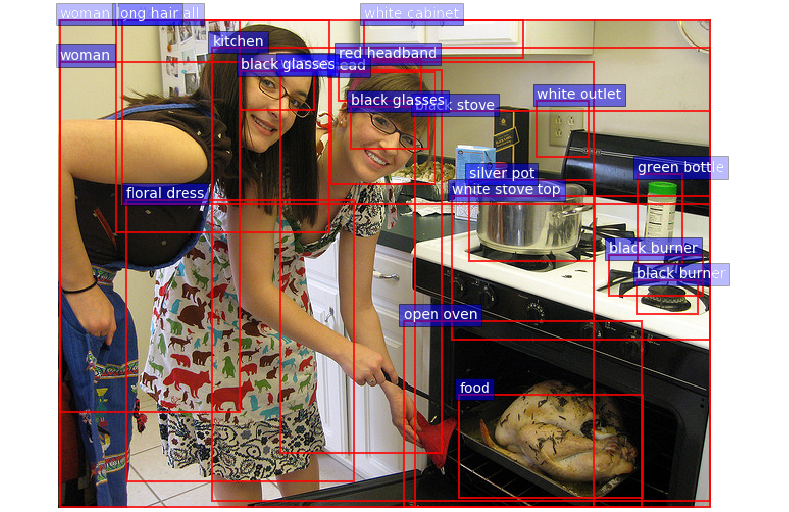 woman
long hair
all
white cabinet
woman
kitchen
red headband
black glasses
ead
black glasses
black stove
white outlet
silver pot
green bottle
white stove top
floral dress
black burner
black burner
open oven
food